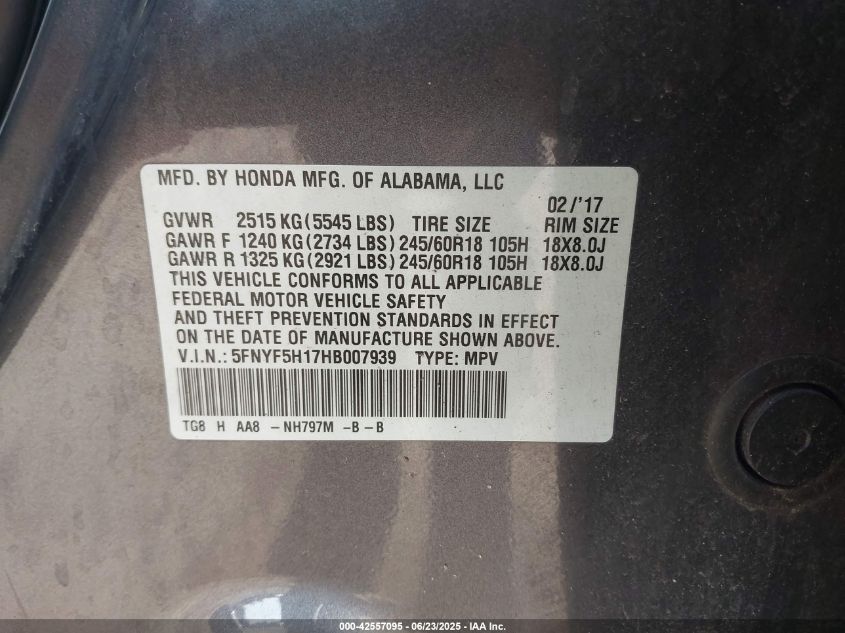 MFD. BY HONDA MFG. OF ALABAMA, LLC
02/'17
GVWR 2515 KG(5545 LBS) TIRE SIZE RIM SIZE
GAWR F 1240 KG(2734 LBS) 245/60R18 105H 18X8.0J
GAWR R 1325 KG(2921 LBS) 245/60R18 105H 18X8.0J
THIS VEHICLE CONFORMS TO ALL APPLICABLE
FEDERAL MOTOR VEHICLE SAFETY
AND THEFT PREVENTION STANDARDS IN EFFECT
ON THE DATE OF MANUFACTURE SHOWN ABOVE.
V.I.N.: 5FNYF5H17HB007939 TYPE: MPV
TG8 H AA8 -NH797M -B-B
000-42557095 - 06/23/2025 - IAA Inc.